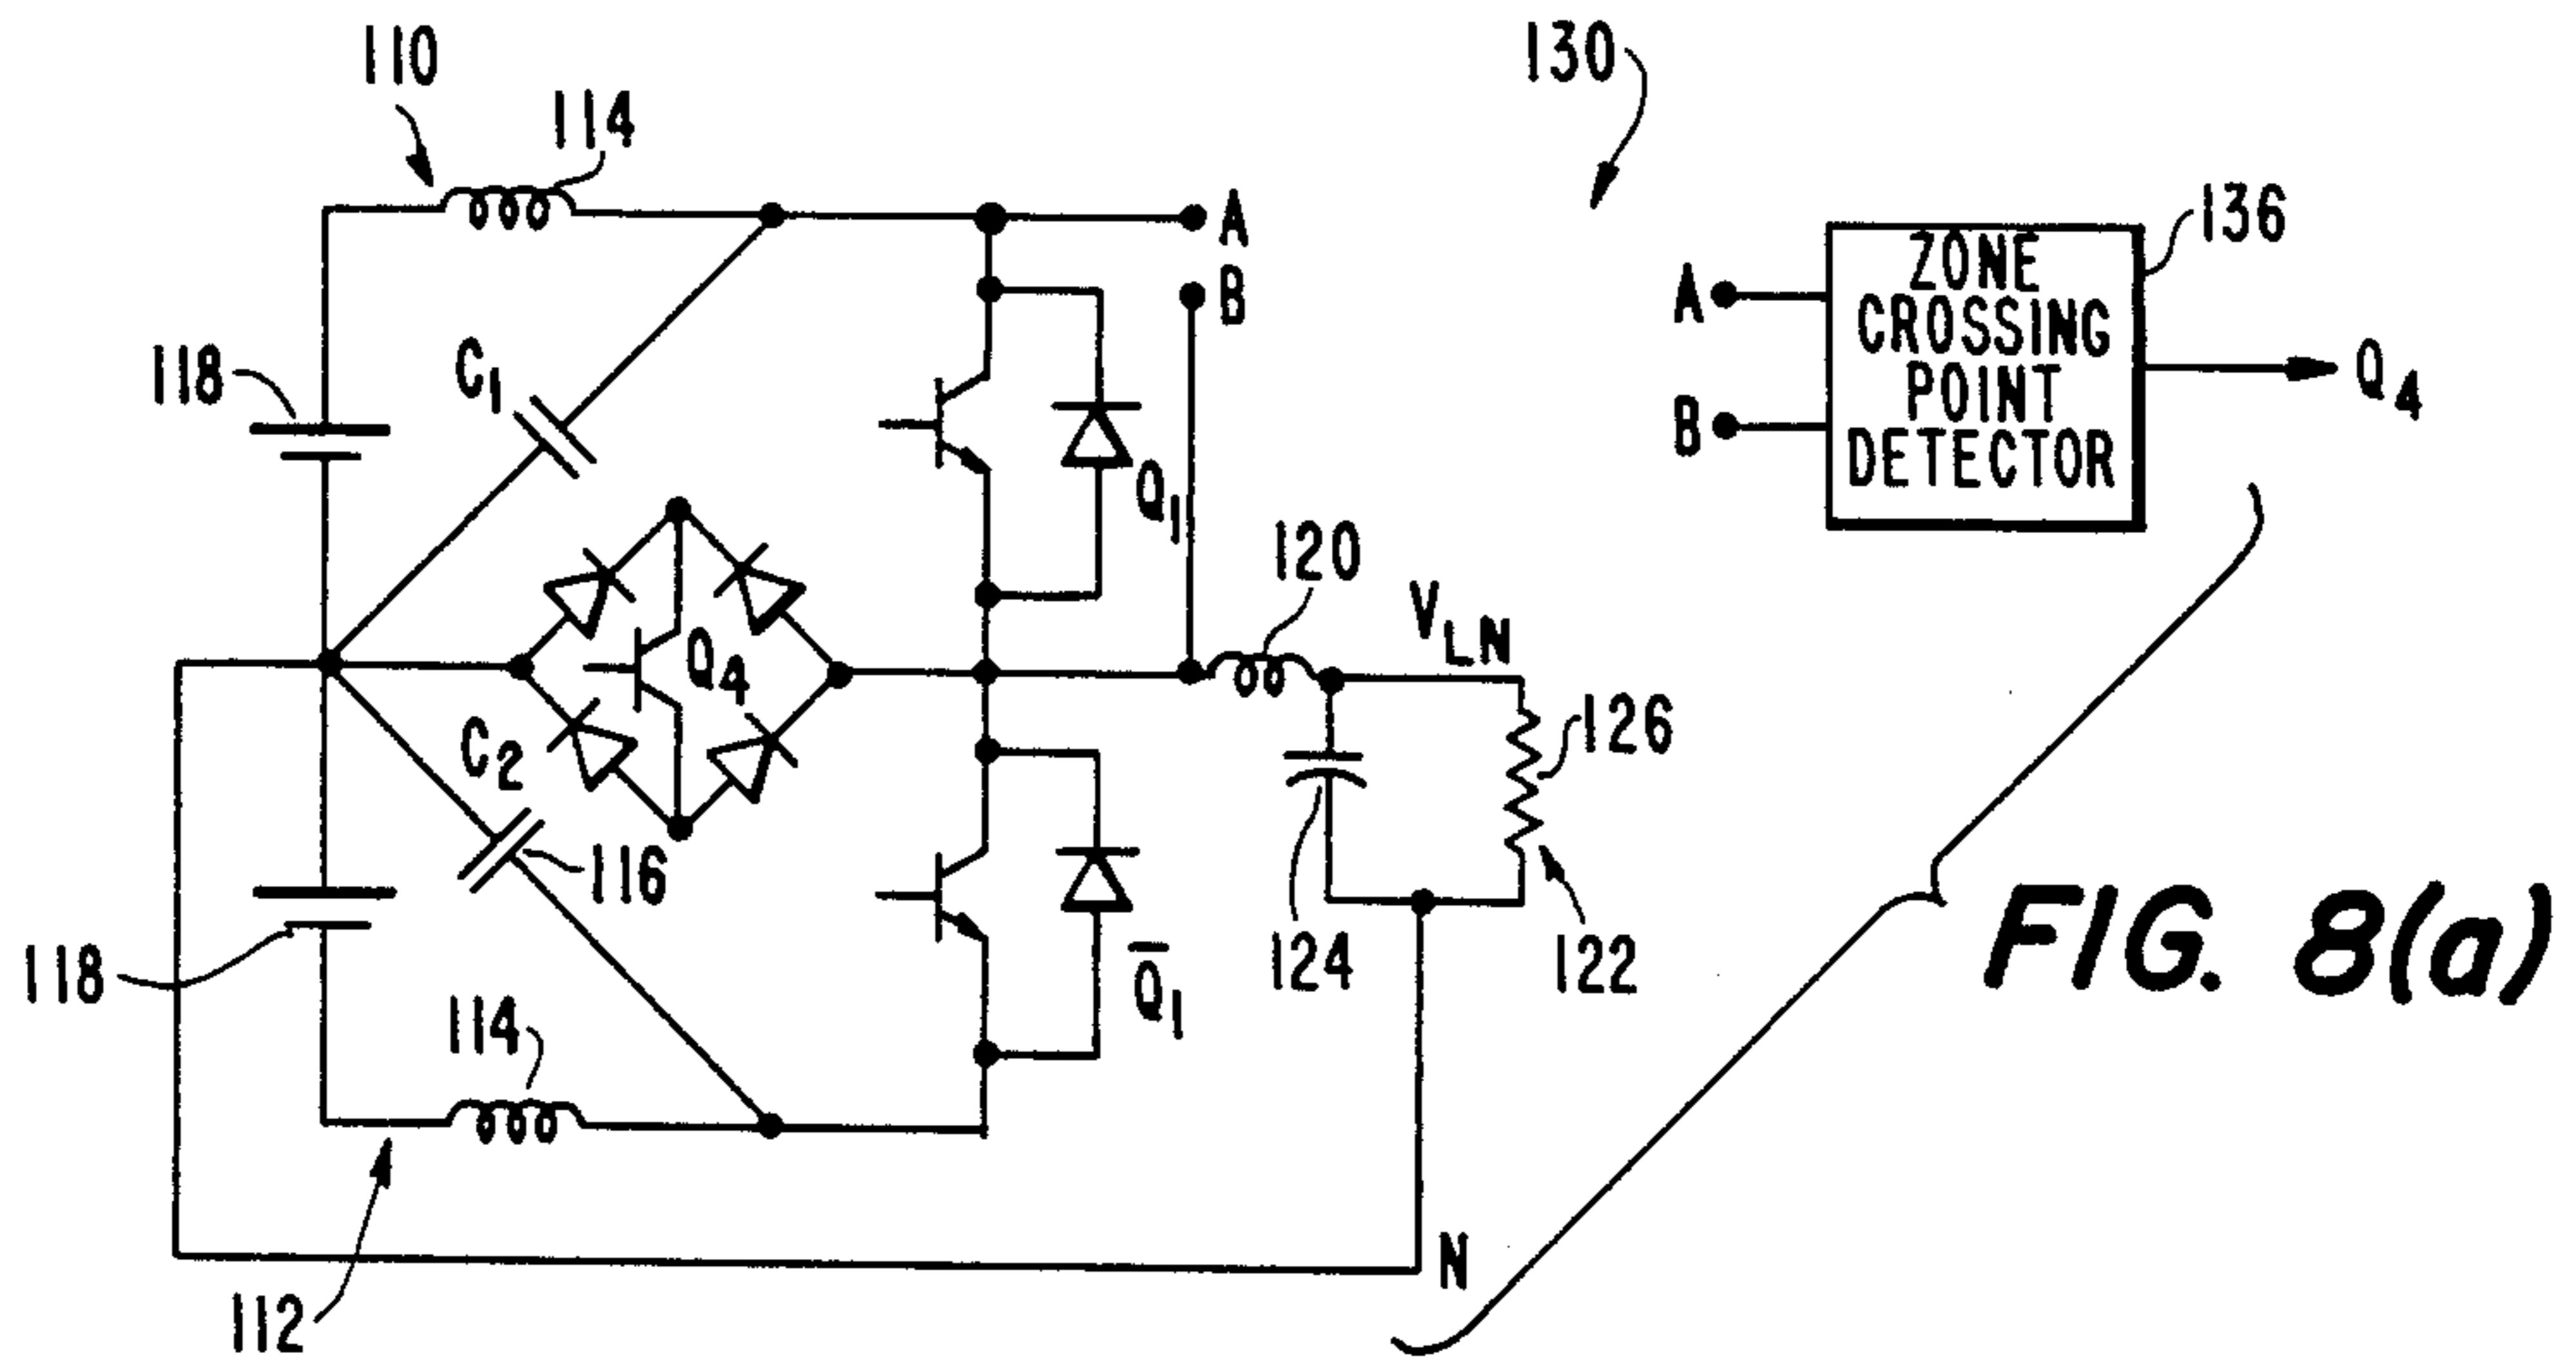 110
114
130
A
B
136
A
B
ZONE
CROSSING
POINT
DETECTOR
Q4
118
C1
Q1
120
VLN
Q4
126
C2
116
118
114
Q̅1
124
122
FIG. 8(a)
N
112